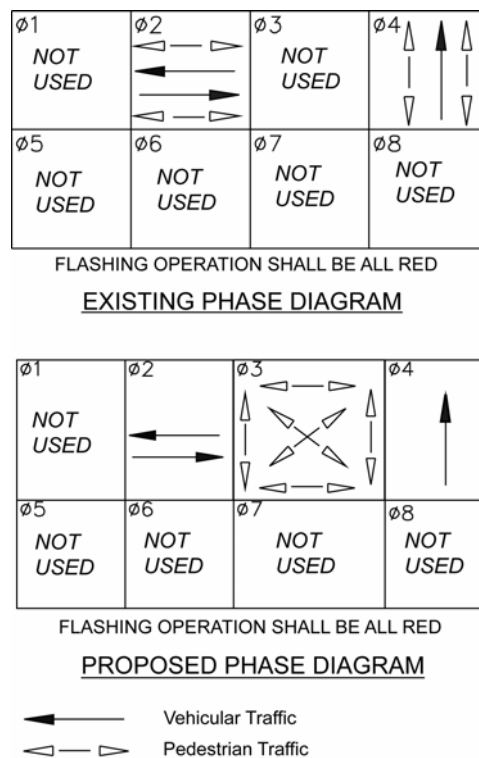 ø1
ø2
ø3
ø4
NOT
USED
NOT
USED
ø5
ø6
ø7
ø8
NOT
USED
NOT
USED
NOT
USED
NOT
USED
FLASHING OPERATION SHALL BE ALL RED
EXISTING PHASE DIAGRAM
ø1
ø2
ø3
ø4
NOT
USED
ø5
ø6
ø7
ø8
NOT
USED
NOT
USED
NOT
USED
NOT
USED
FLASHING OPERATION SHALL BE ALL RED
PROPOSED PHASE DIAGRAM
Vehicular Traffic
Pedestrian Traffic